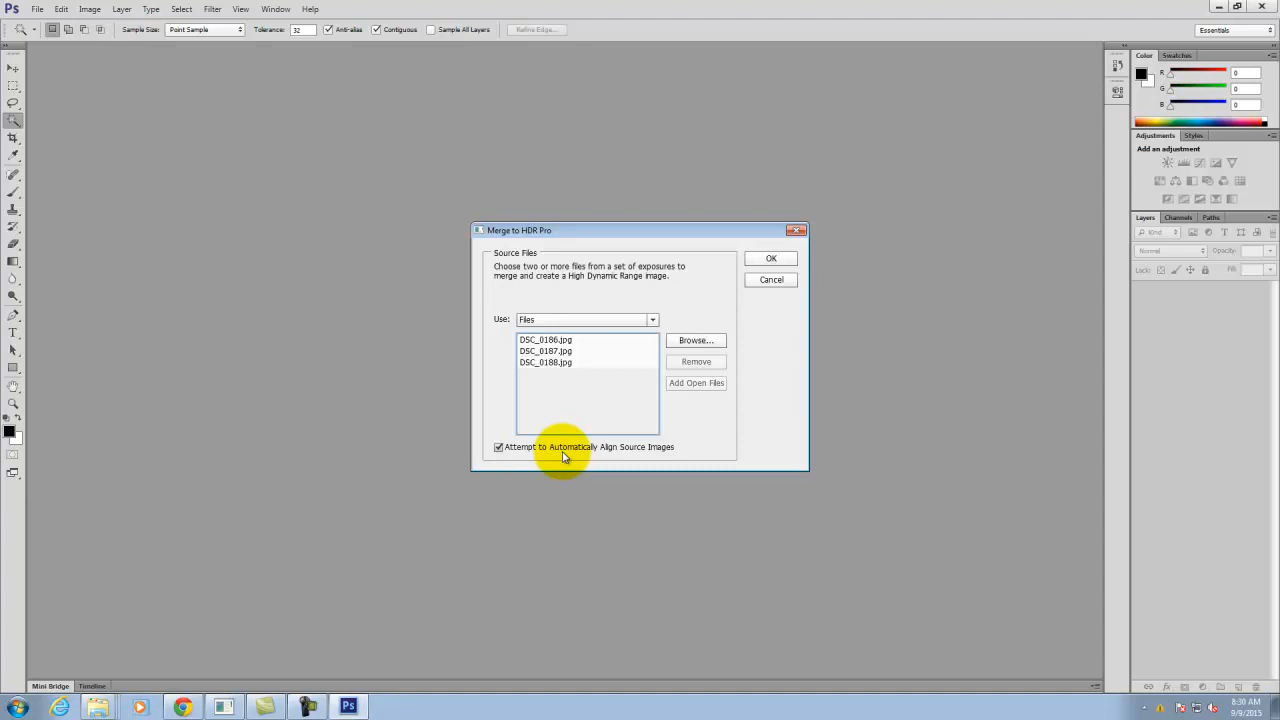 Ps File Edit Image Layer Type Select Filter View Window Help
Sample Size: Point Sample Tolerance: 32 Anti-alias Contiguous Sample All Layers Refine Edge... Essentials
Color Swatches
R 0
G 0
B 0
Adjustments Styles
Add an adjustment
Layers Channels Paths
Kind
Normal Opacity:
Lock: Fill:
Merge to HDR Pro
Source Files
Choose two or more files from a set of exposures to
merge and create a High Dynamic Range image.
OK
Cancel
Use: Files
DSC_0186.jpg
DSC_0187.jpg
DSC_0188.jpg
Browse...
Remove
Add Open Files
Attempt to Automatically Align Source Images
Mini Bridge Timeline
Ps
8:30 AM
9/9/2015